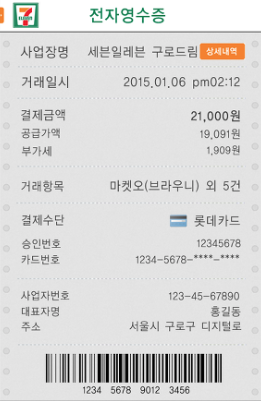 7
ELEVEN
전자영수증
사업장명 세븐일레븐 구로드림 상세내역
거래일시 2015.01.06 pm02:12
결제금액 21,000원
공급가액 19,091원
부가세 1,909원
거래항목 마켓오(브라우니) 외 5건
결제수단 롯데카드
승인번호 12345678
카드번호 1234-5678-****-****
사업자번호 123-45-67890
대표자명 홍길동
주소 서울시 구로구 디지털로
1234 5678 9012 3456